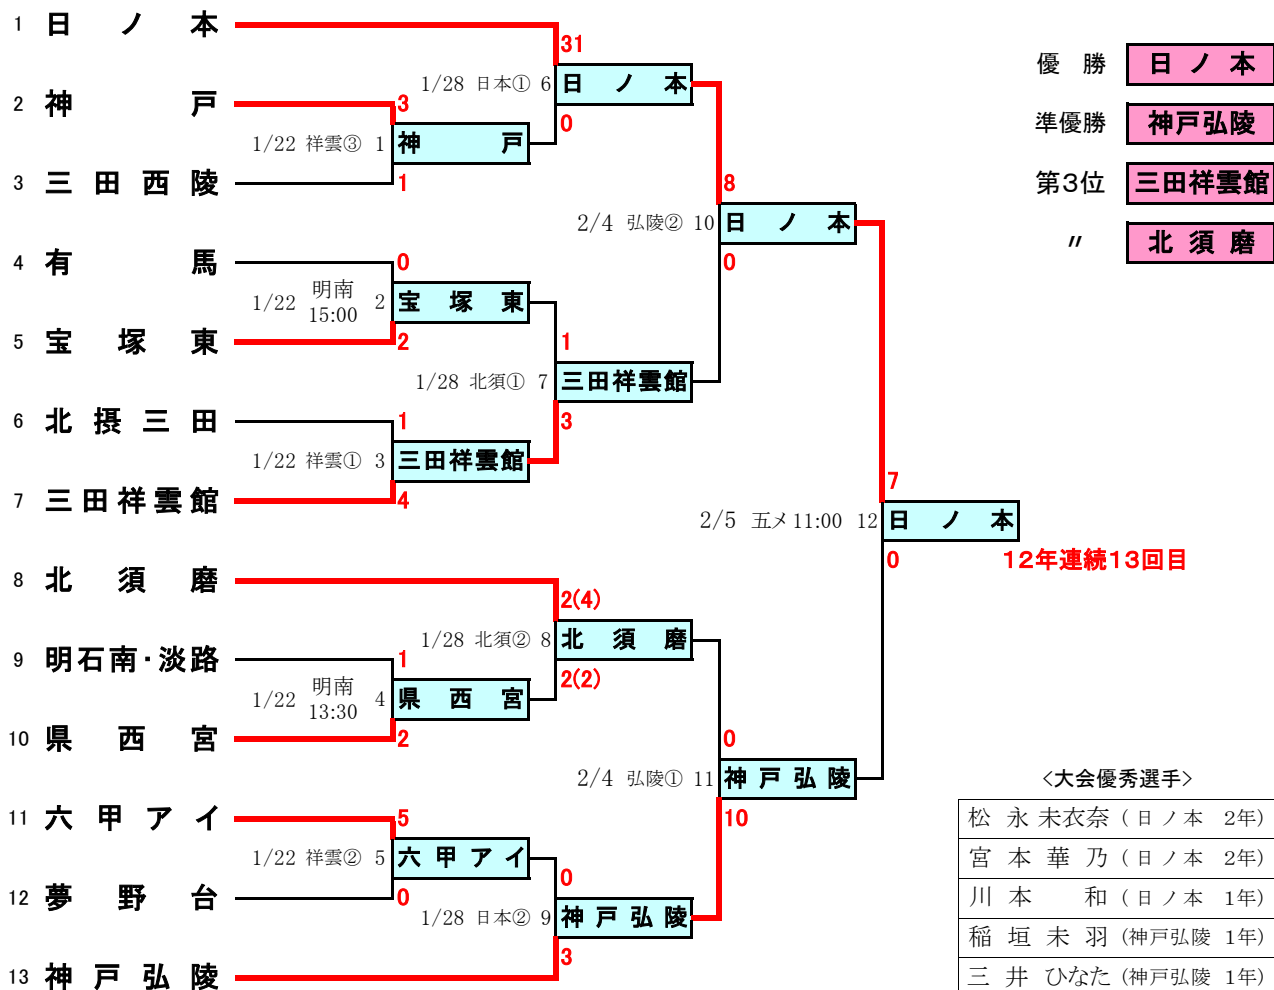 1 日ノ本
31
1/28 日本① 6 日ノ本
2 神戸
3
0
1/22 祥雲③ 1 神戸
3 三田西陵
1
8
2/4 弘陵② 10 日ノ本
4 有馬
0
0
1/22 明南 15:00 2 宝塚東
5 宝塚東
2
1
1/28 北須① 7 三田祥雲館
6 北摂三田
1
3
1/22 祥雲① 3 三田祥雲館
7 三田祥雲館
4
7
2/5 五メ 11:00 12 日ノ本
0
12年連続13回目
8 北須磨
2(4)
1/28 北須② 8 北須磨
9 明石南・淡路
1
2(2)
1/22 明南 13:30 4 県西宮
10 県西宮
2
0
2/4 弘陵① 11 神戸弘陵
11 六甲アイ
5
10
1/22 祥雲② 5 六甲アイ
12 夢野台
0
0
1/28 日本② 9 神戸弘陵
3
13 神戸弘陵
優勝 日ノ本
準優勝 神戸弘陵
第3位 三田祥雲館
〃 北須磨
<大会優秀選手>
松永未衣奈 (日ノ本 2年)
宮本華乃 (日ノ本 2年)
川本和 (日ノ本 1年)
稲垣未羽 (神戸弘陵 1年)
三井ひなた (神戸弘陵 1年)